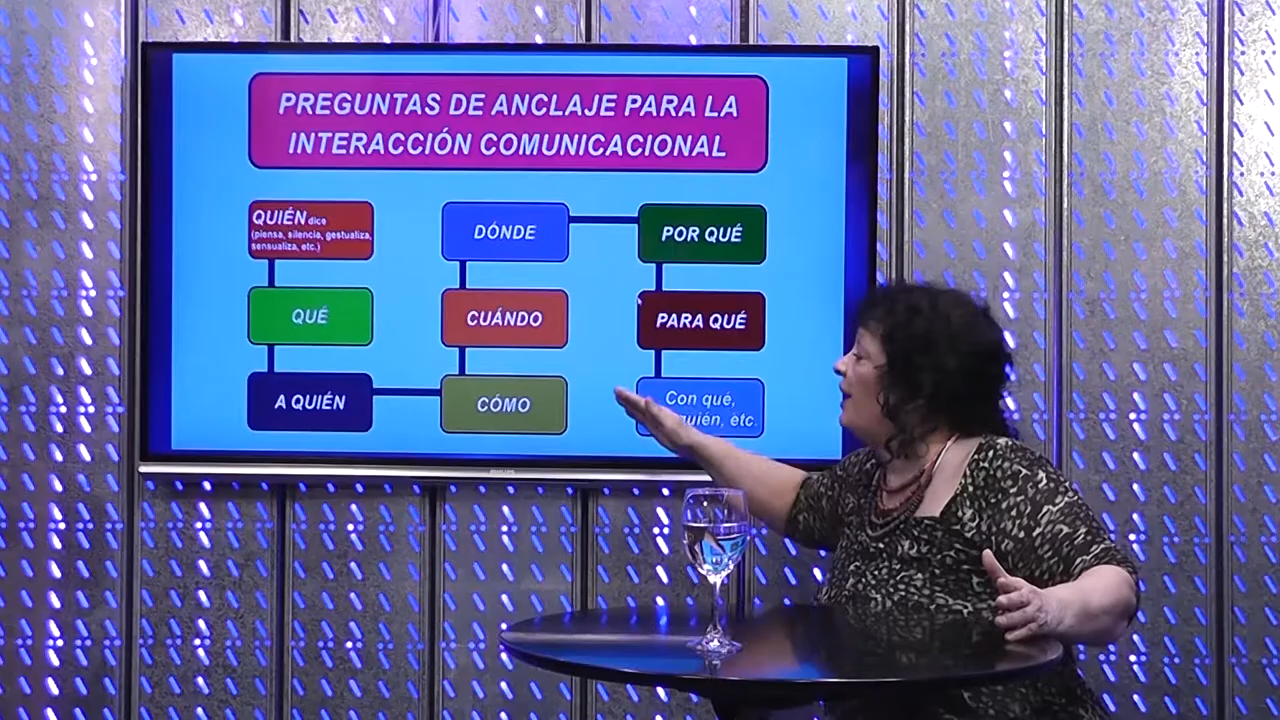 PREGUNTAS DE ANCLAJE PARA LA
INTERACCIÓN COMUNICACIONAL
QUIÉN dice
(piensa, silencia, gestualiza,
sensualiza, etc.)
QUÉ
A QUIÉN
DÓNDE
CUÁNDO
CÓMO
POR QUÉ
PARA QUÉ
Con qué,
quién, etc.